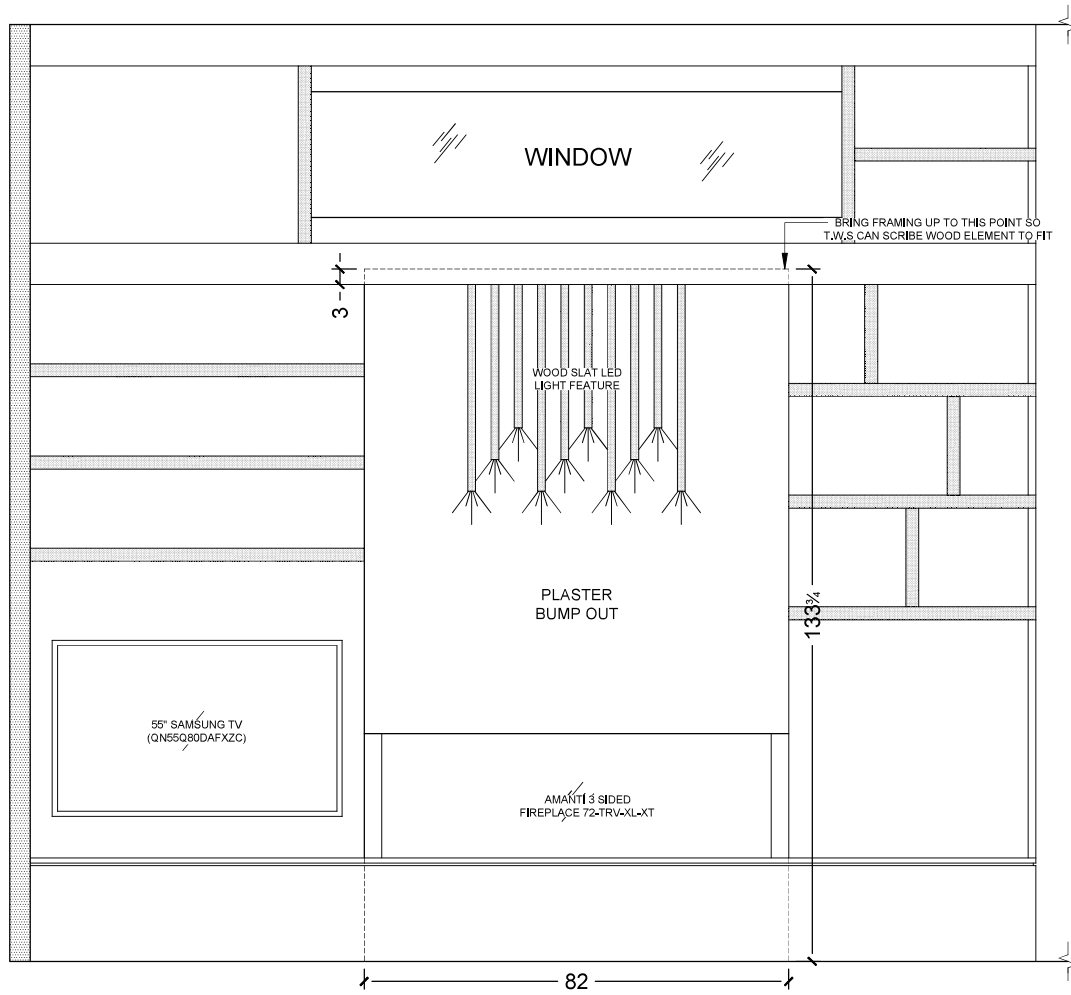 WINDOW
BRING FRAMING UP TO THIS POINT SO
T.W.S CAN SCRIBE WOOD ELEMENT TO FIT
3
WOOD SLAT LED
LIGHT FEATURE
PLASTER
BUMP OUT
133¾
55" SAMSUNG TV
(QN55Q80DAFXZC)
AMANTI 3 SIDED
FIREPLACE 72-TRV-XL-XT
82